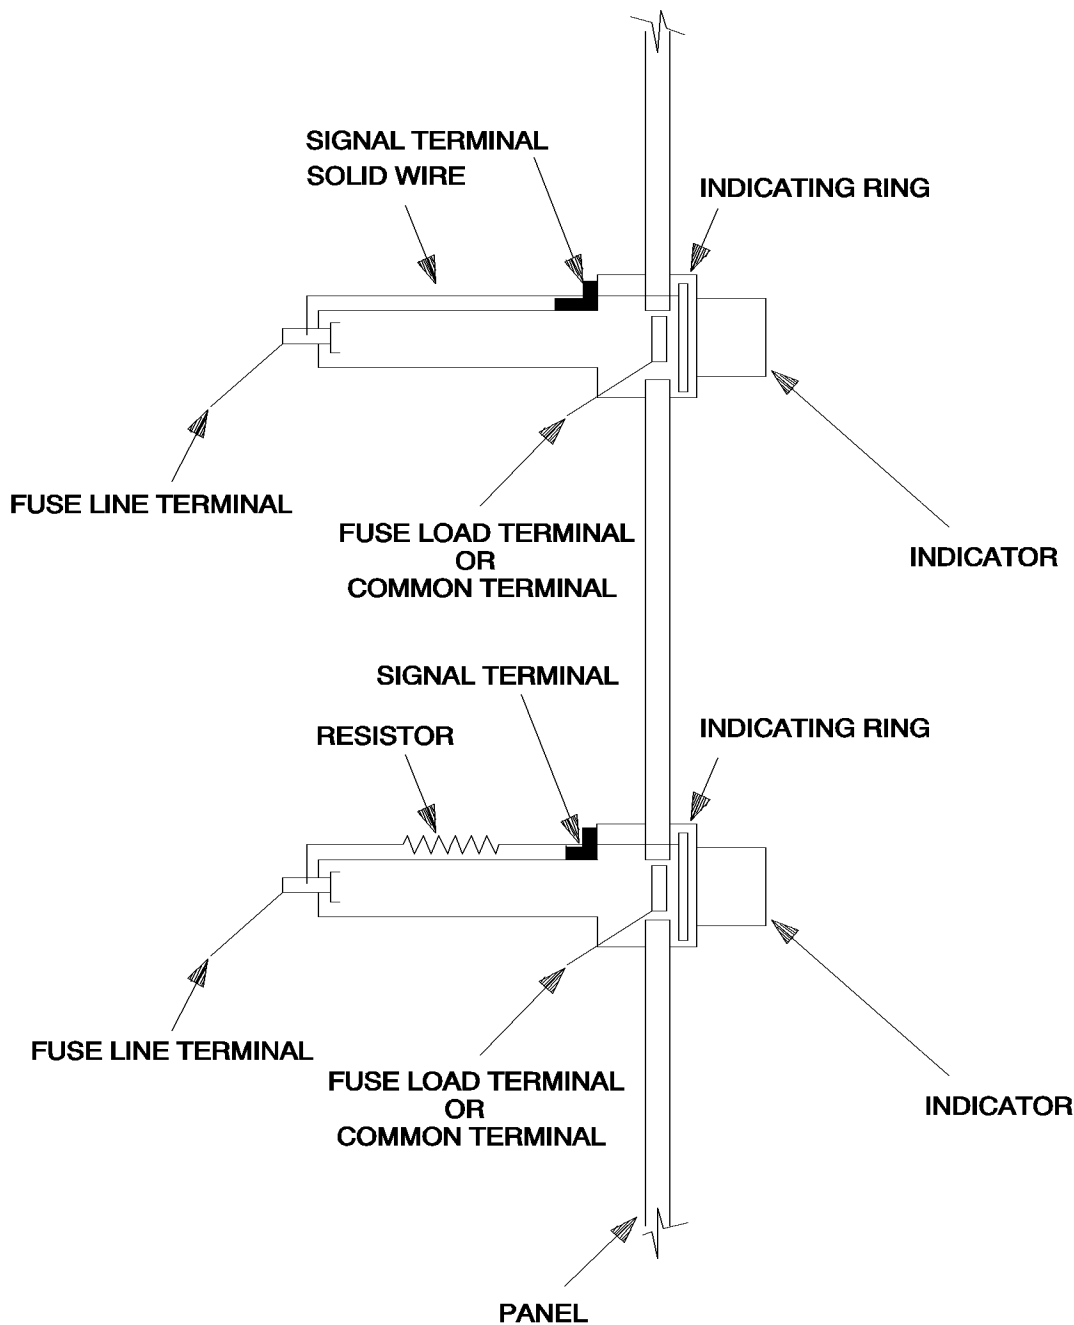 SIGNAL TERMINAL
SOLID WIRE
INDICATING RING
FUSE LINE TERMINAL
FUSE LOAD TERMINAL
OR
COMMON TERMINAL
INDICATOR
SIGNAL TERMINAL
RESISTOR
INDICATING RING
FUSE LINE TERMINAL
FUSE LOAD TERMINAL
OR
COMMON TERMINAL
INDICATOR
PANEL